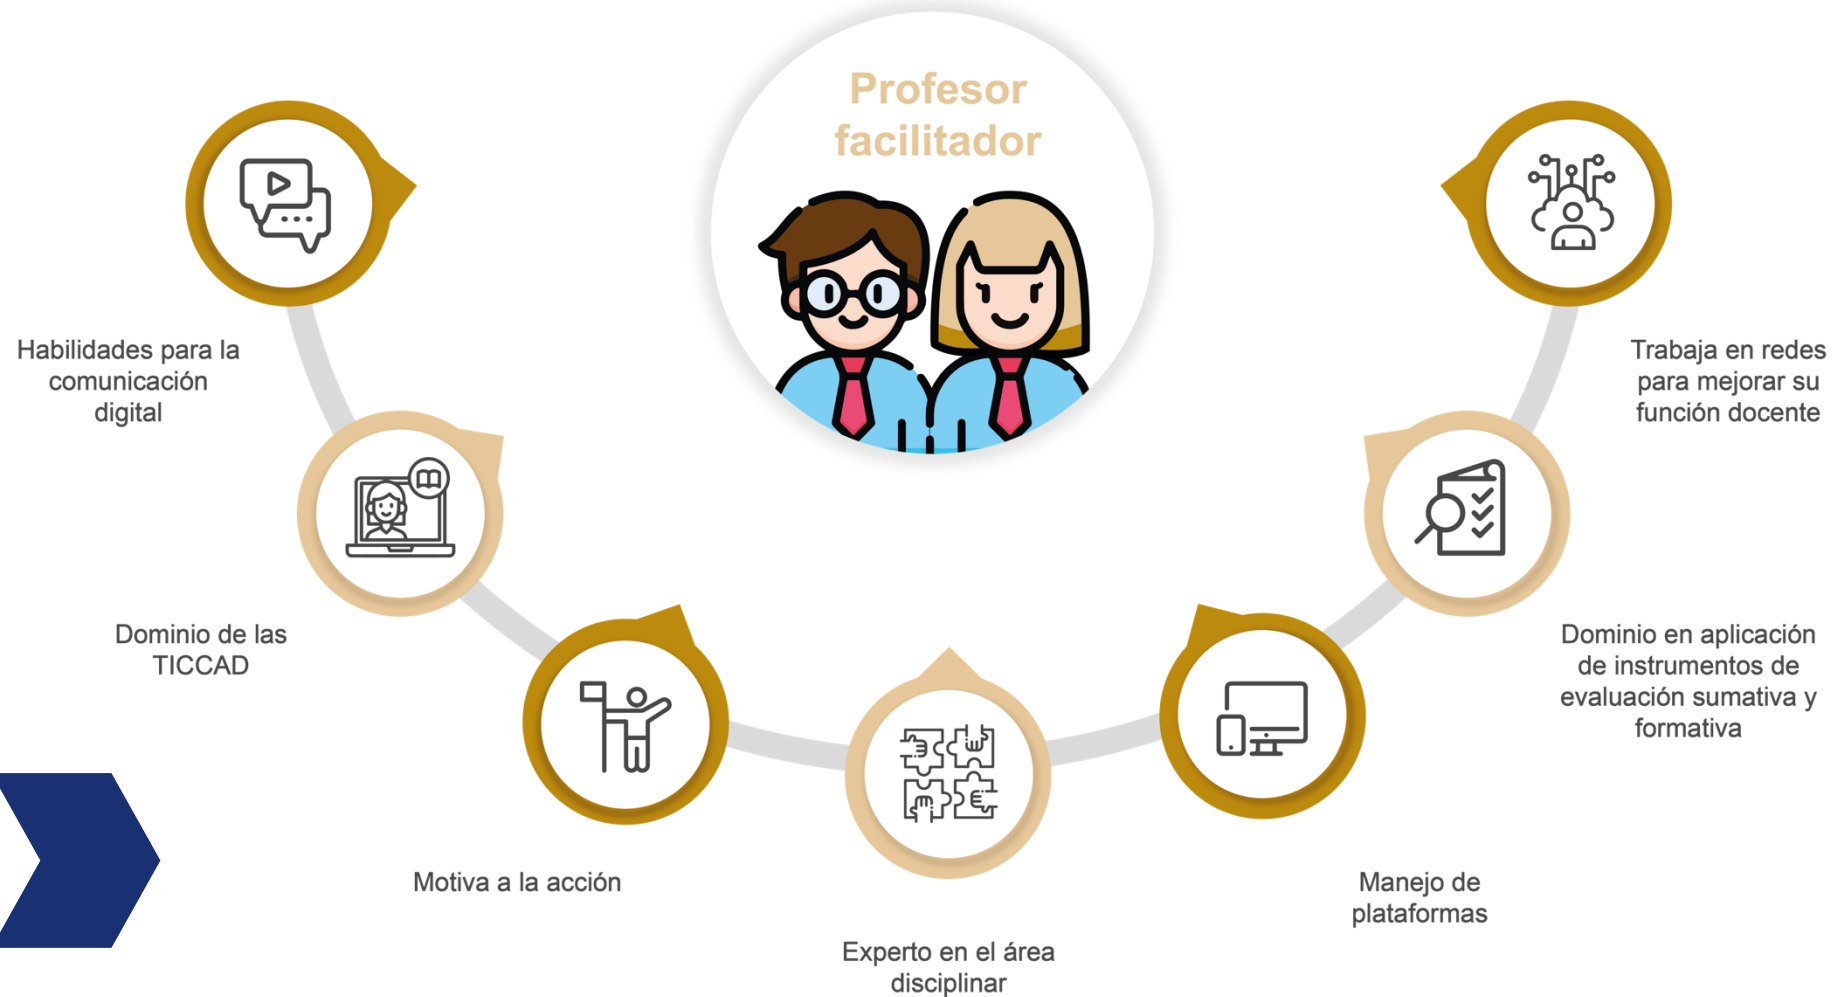 Profesor
facilitador
Habilidades para la
comunicación
digital
Dominio de las
TICCAD
Motiva a la acción
Experto en el área
disciplinar
Manejo de
plataformas
Dominio en aplicación
de instrumentos de
evaluación sumativa y
formativa
Trabaja en redes
para mejorar su
función docente